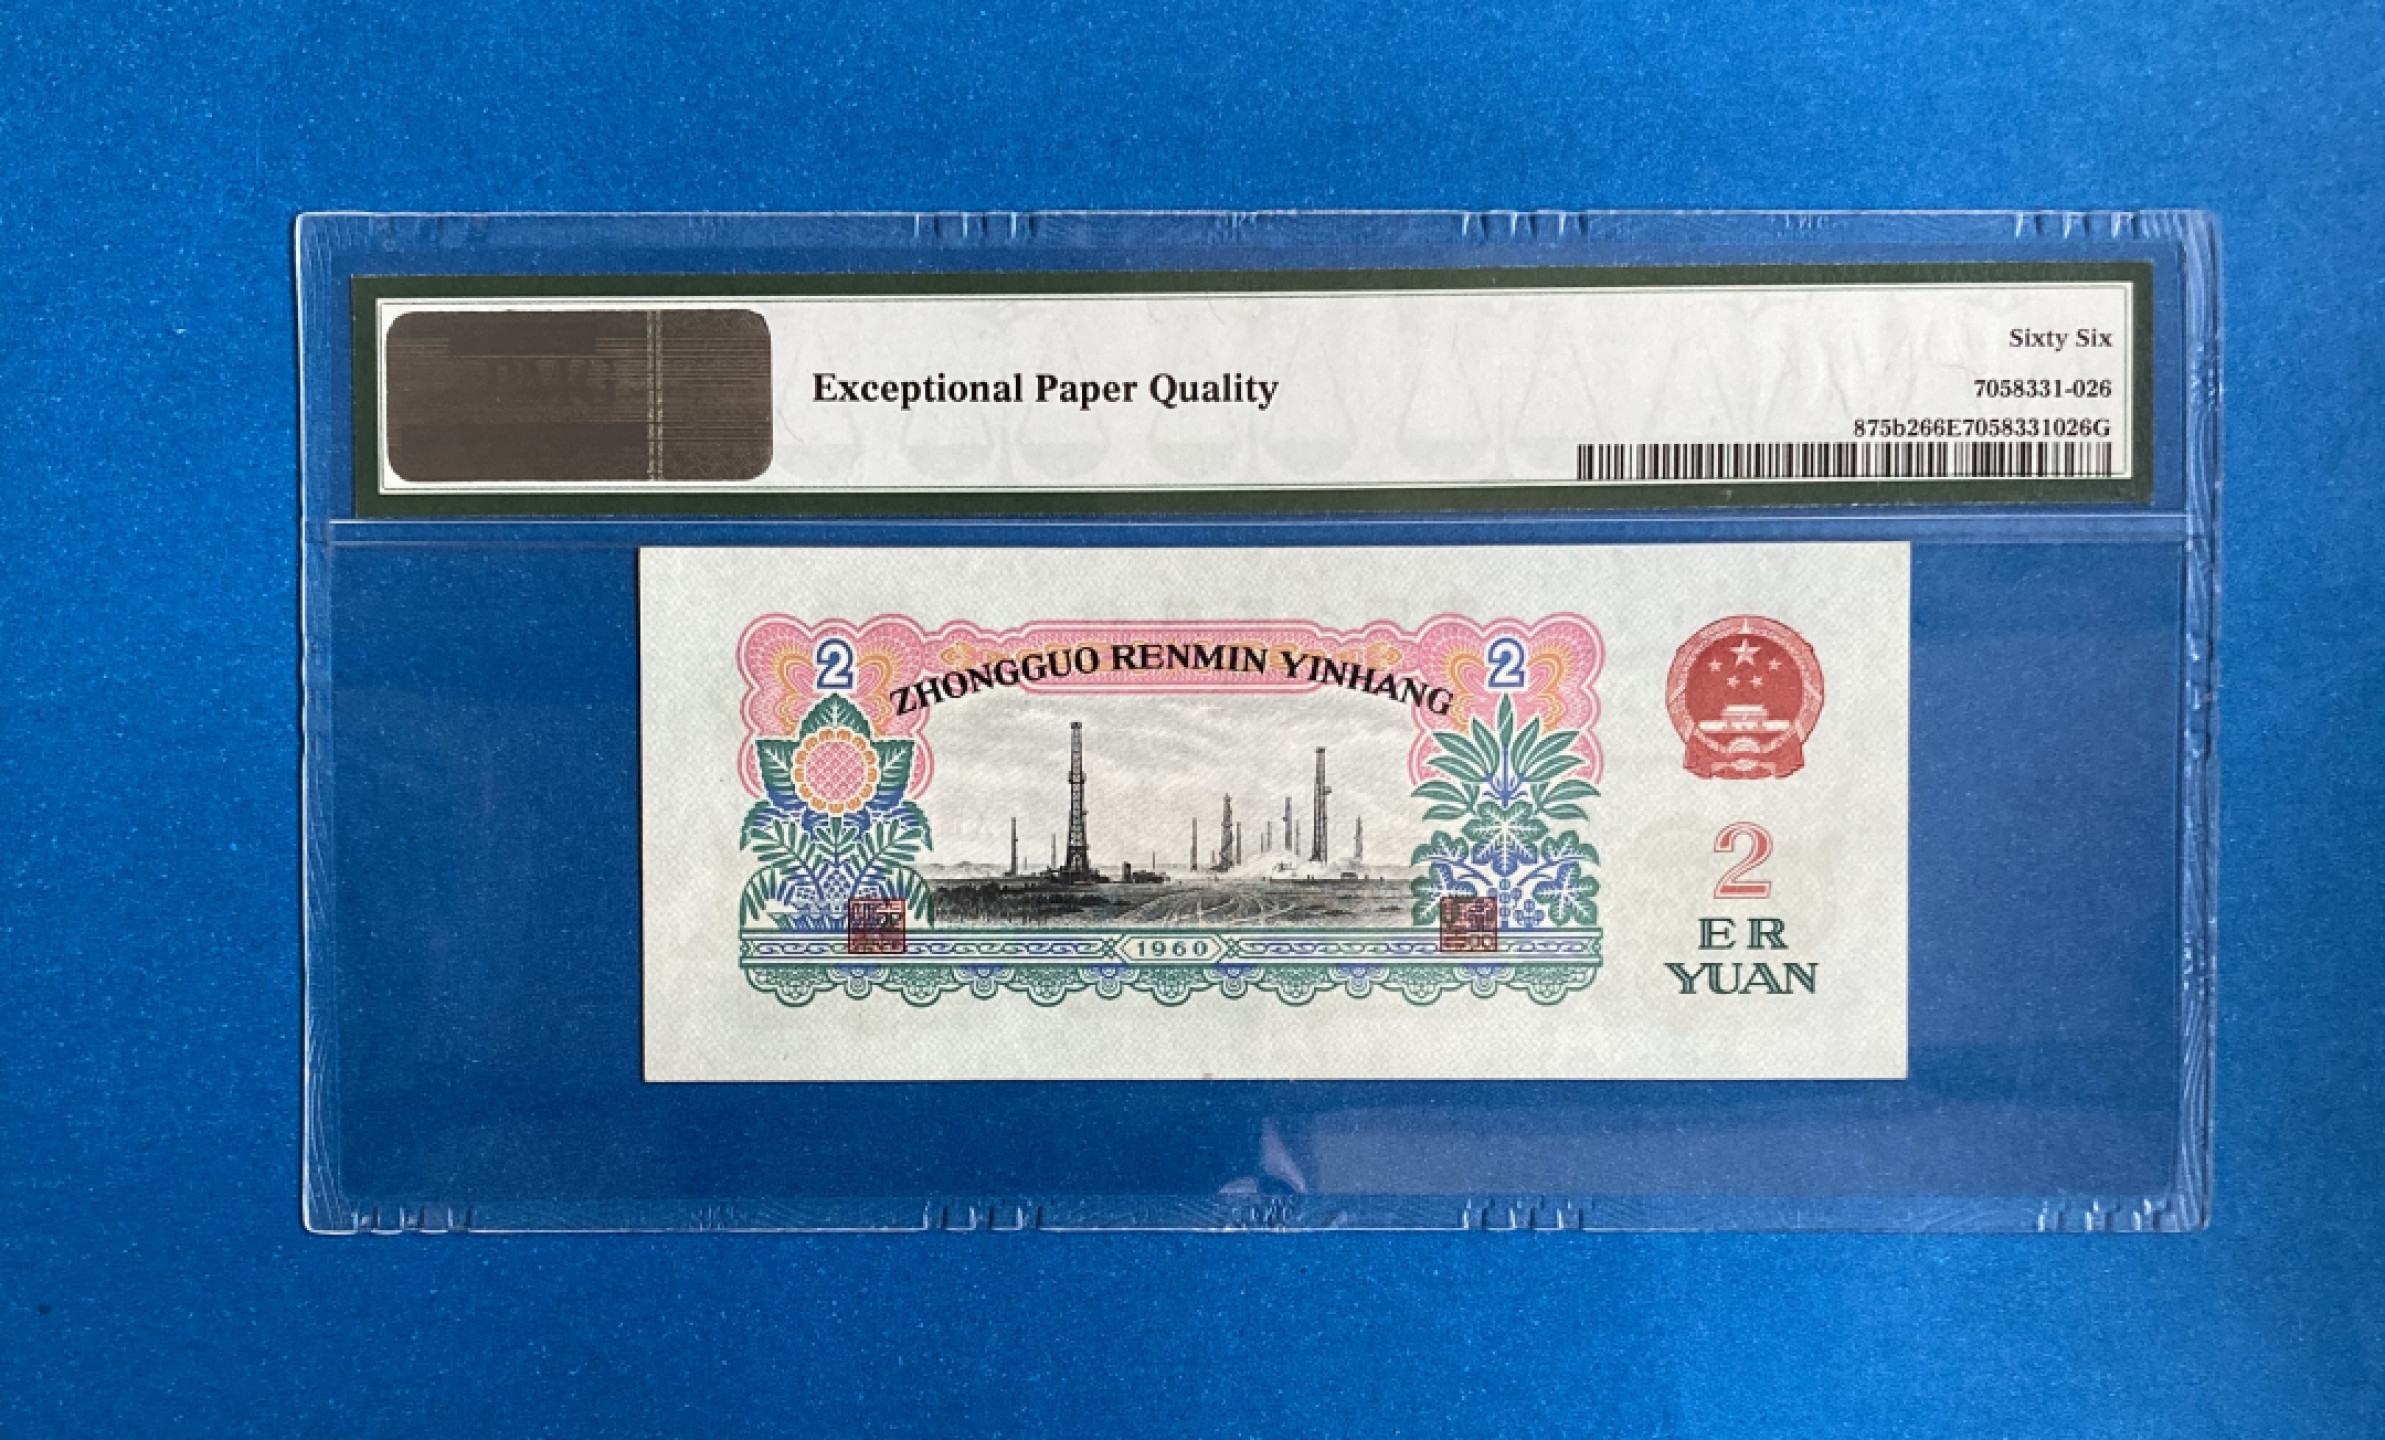 Sixty Six
Exceptional Paper Quality
7058331-026
875b266E7058331026G
2 ZHONGGUO RENMIN YINHANG 2
2
ER
YUAN
1960